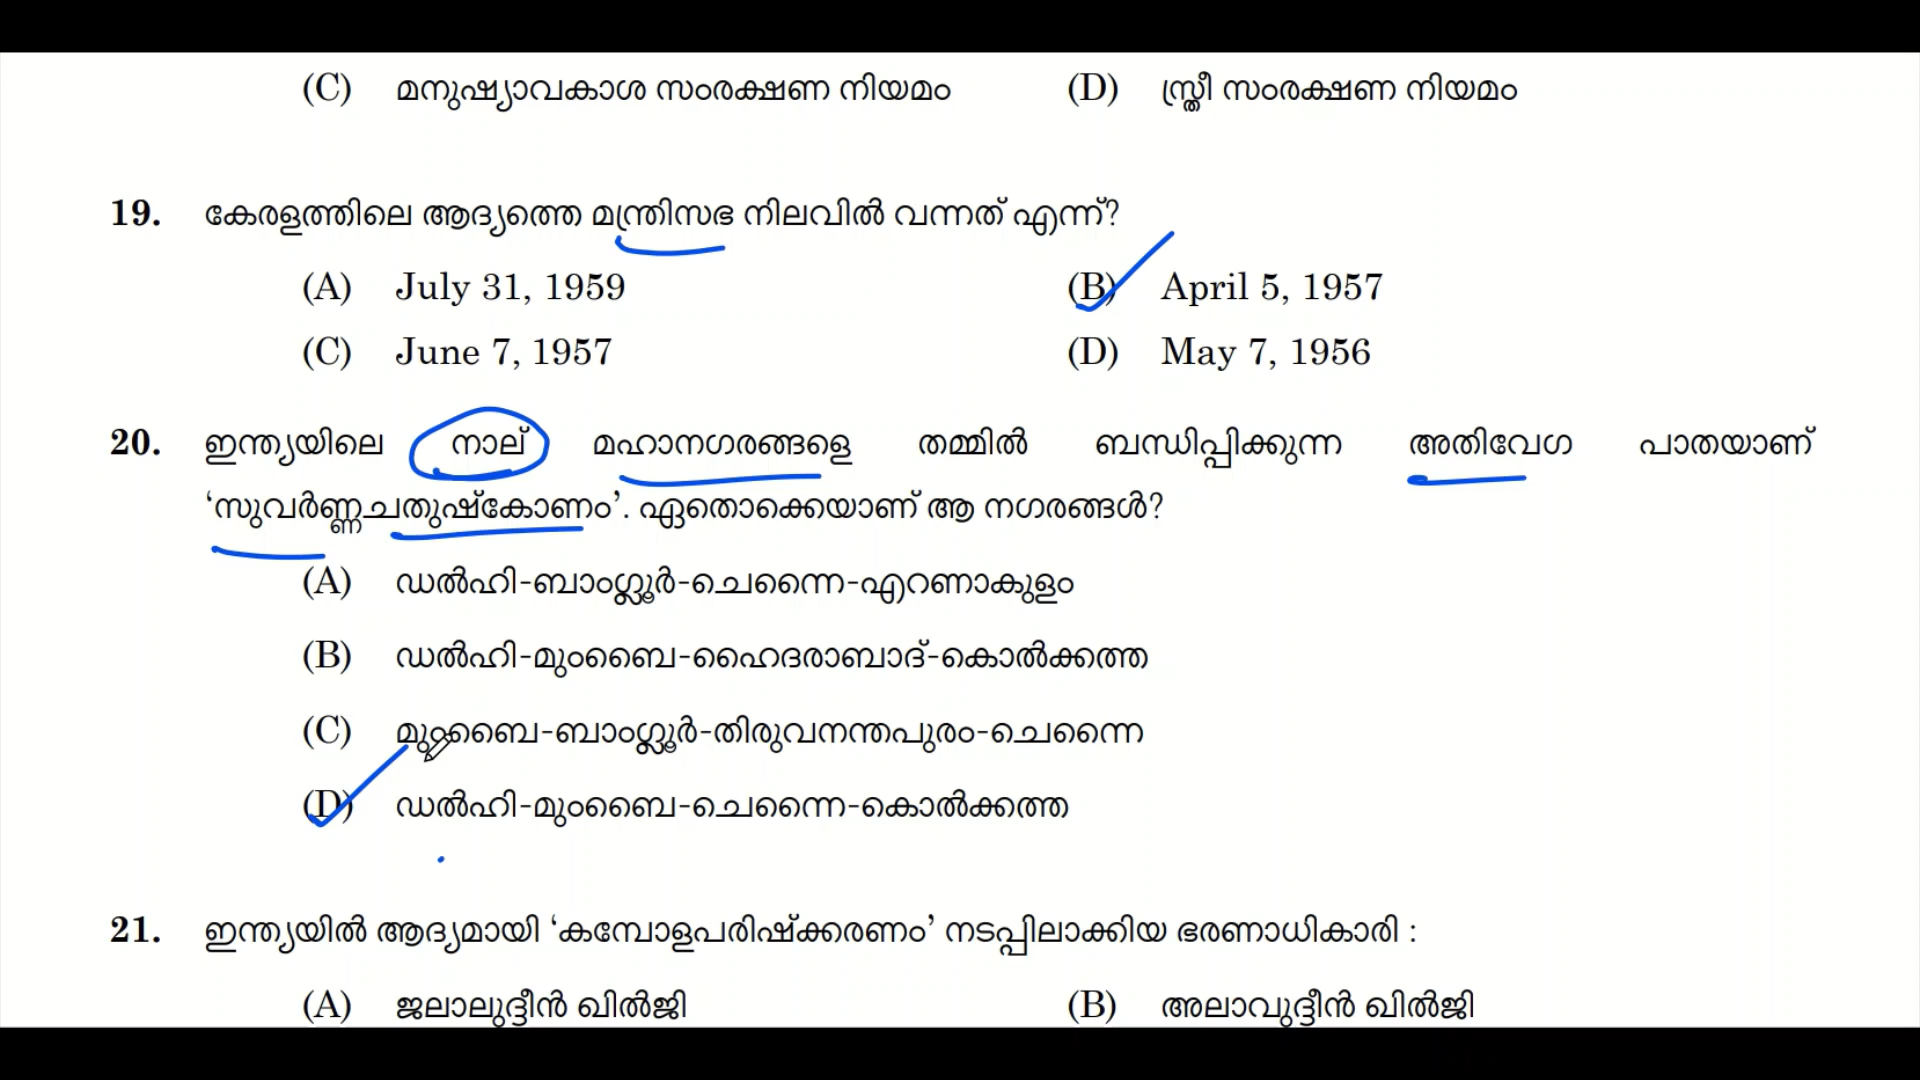 (C) മനുഷ്യാവകാശ സംരക്ഷണ നിയമം (D) സ്ത്രീ സംരക്ഷണ നിയമം
19. കേരളത്തിലെ ആദ്യത്തെ മന്ത്രിസഭ നിലവിൽ വന്നത് എന്ന്?
(A) July 31, 1959 (B) April 5, 1957
(C) June 7, 1957 (D) May 7, 1956
20. ഇന്ത്യയിലെ നാല് മഹാനഗരങ്ങളെ തമ്മിൽ ബന്ധിപ്പിക്കുന്ന അതിവേഗ പാതയാണ്
‘സുവർണ്ണചതുഷ്കോണം’. ഏതൊക്കെയാണ് ആ നഗരങ്ങൾ?
(A) ഡൽഹി-ബാംഗ്ലൂർ-ചെന്നൈ-എറണാകുളം
(B) ഡൽഹി-മുംബൈ-ഹൈദരാബാദ്-കൊൽക്കത്ത
(C) മുംബൈ-ബാംഗ്ലൂർ-തിരുവനന്തപുരം-ചെന്നൈ
(D) ഡൽഹി-മുംബൈ-ചെന്നൈ-കൊൽക്കത്ത
21. ഇന്ത്യയിൽ ആദ്യമായി ‘കമ്പോളപരിഷ്ക്കരണം’ നടപ്പിലാക്കിയ ഭരണാധികാരി :
(A) ജലാലുദ്ദീൻ ഖിൽജി (B) അലാവുദ്ദീൻ ഖിൽജി